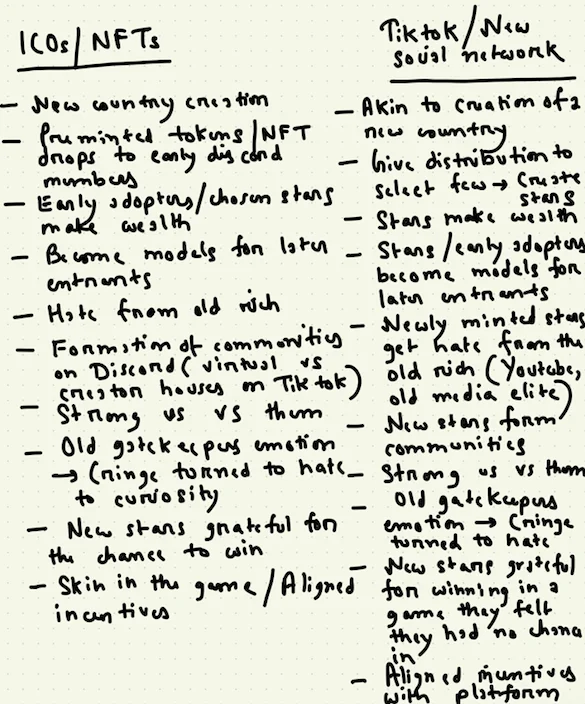 ICOs/NFTs
- New country creation
- Pre minted tokens/NFT
drops to early discord
members
- Early adopters/chosen stars
make wealth
- Become models for later
entrants
- Hate from old rich
- Formation of communities
on Discord (virtual vs
creator houses on Tiktok)
- Strong us vs them
- Old gatekeepers emotion
→ Cringe turned to hate
to curiosity
- New stars grateful for
the chance to win
- Skin in the game/Aligned
incentives
Tiktok/New
social network
- Akin to creation of a
new country
- Give distribution to
select few → Create
stars
- Stars make wealth
- Stars/early adopters
become models for
later entrants
- Newly minted stars
get hate from the
old rich (Youtube,
old media elite)
- New stars form
communities
- Strong us vs them
- Old gatekeepers
emotion → Cringe
turned to hate
- New stars grateful
for winning in a
game they felt
they had no chance
in
- Aligned incentives
with platform